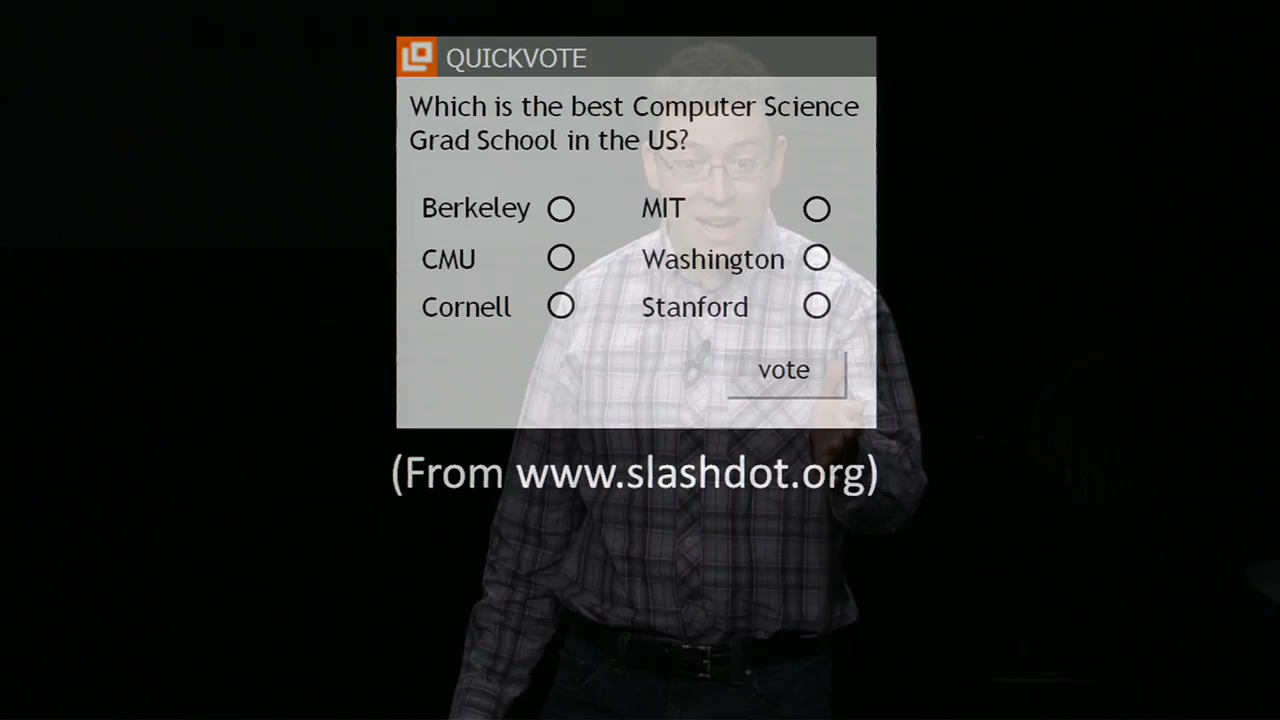 QUICKVOTE
Which is the best Computer Science
Grad School in the US?
Berkeley MIT
CMU Washington
Cornell Stanford
vote
(From www.slashdot.org)